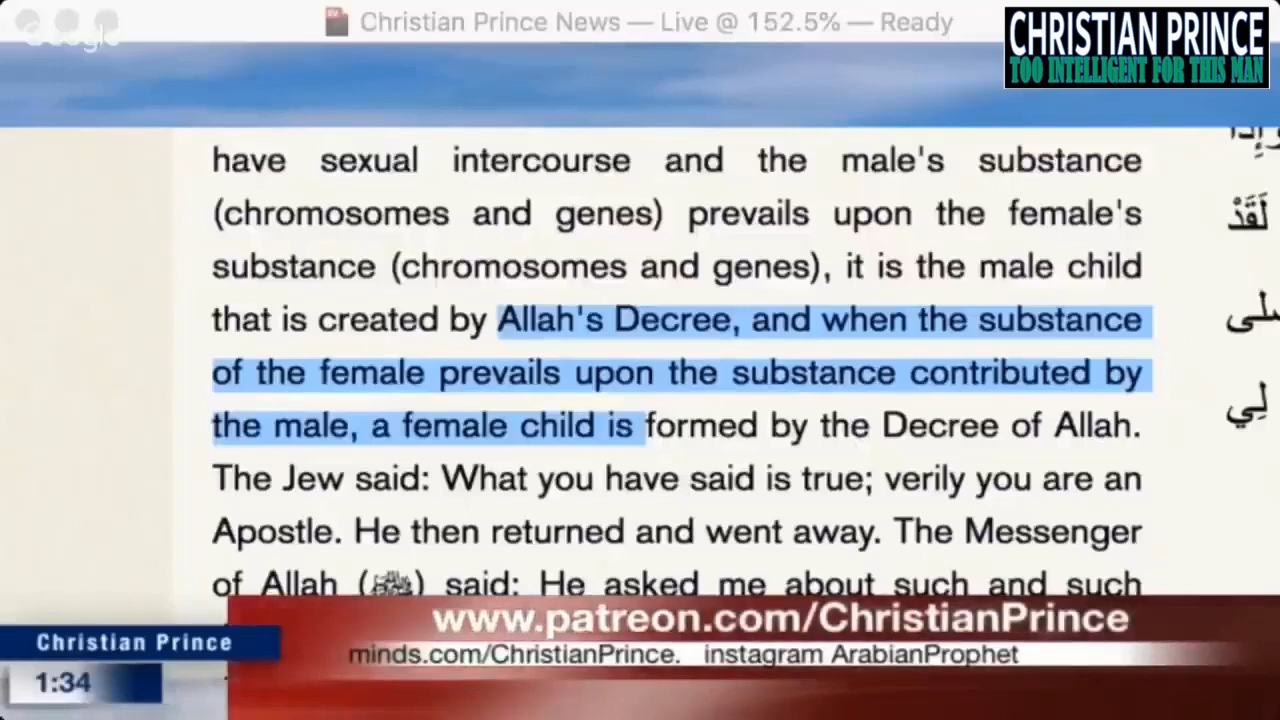 Christian Prince News — Live @ 152.5% — Ready
Google
CHRISTIAN PRINCE
TOO INTELLIGENT FOR THIS MAN
have sexual intercourse and the male's substance
(chromosomes and genes) prevails upon the female's
substance (chromosomes and genes), it is the male child
that is created by Allah's Decree, and when the substance
of the female prevails upon the substance contributed by
the male, a female child is formed by the Decree of Allah.
The Jew said: What you have said is true; verily you are an
Apostle. He then returned and went away. The Messenger
of Allah (ﷺ) said: He asked me about such and such
لَقَدْ
لِي
www.patreon.com/ChristianPrince
minds.com/ChristianPrince. instagram ArabianProphet
Christian Prince
1:34